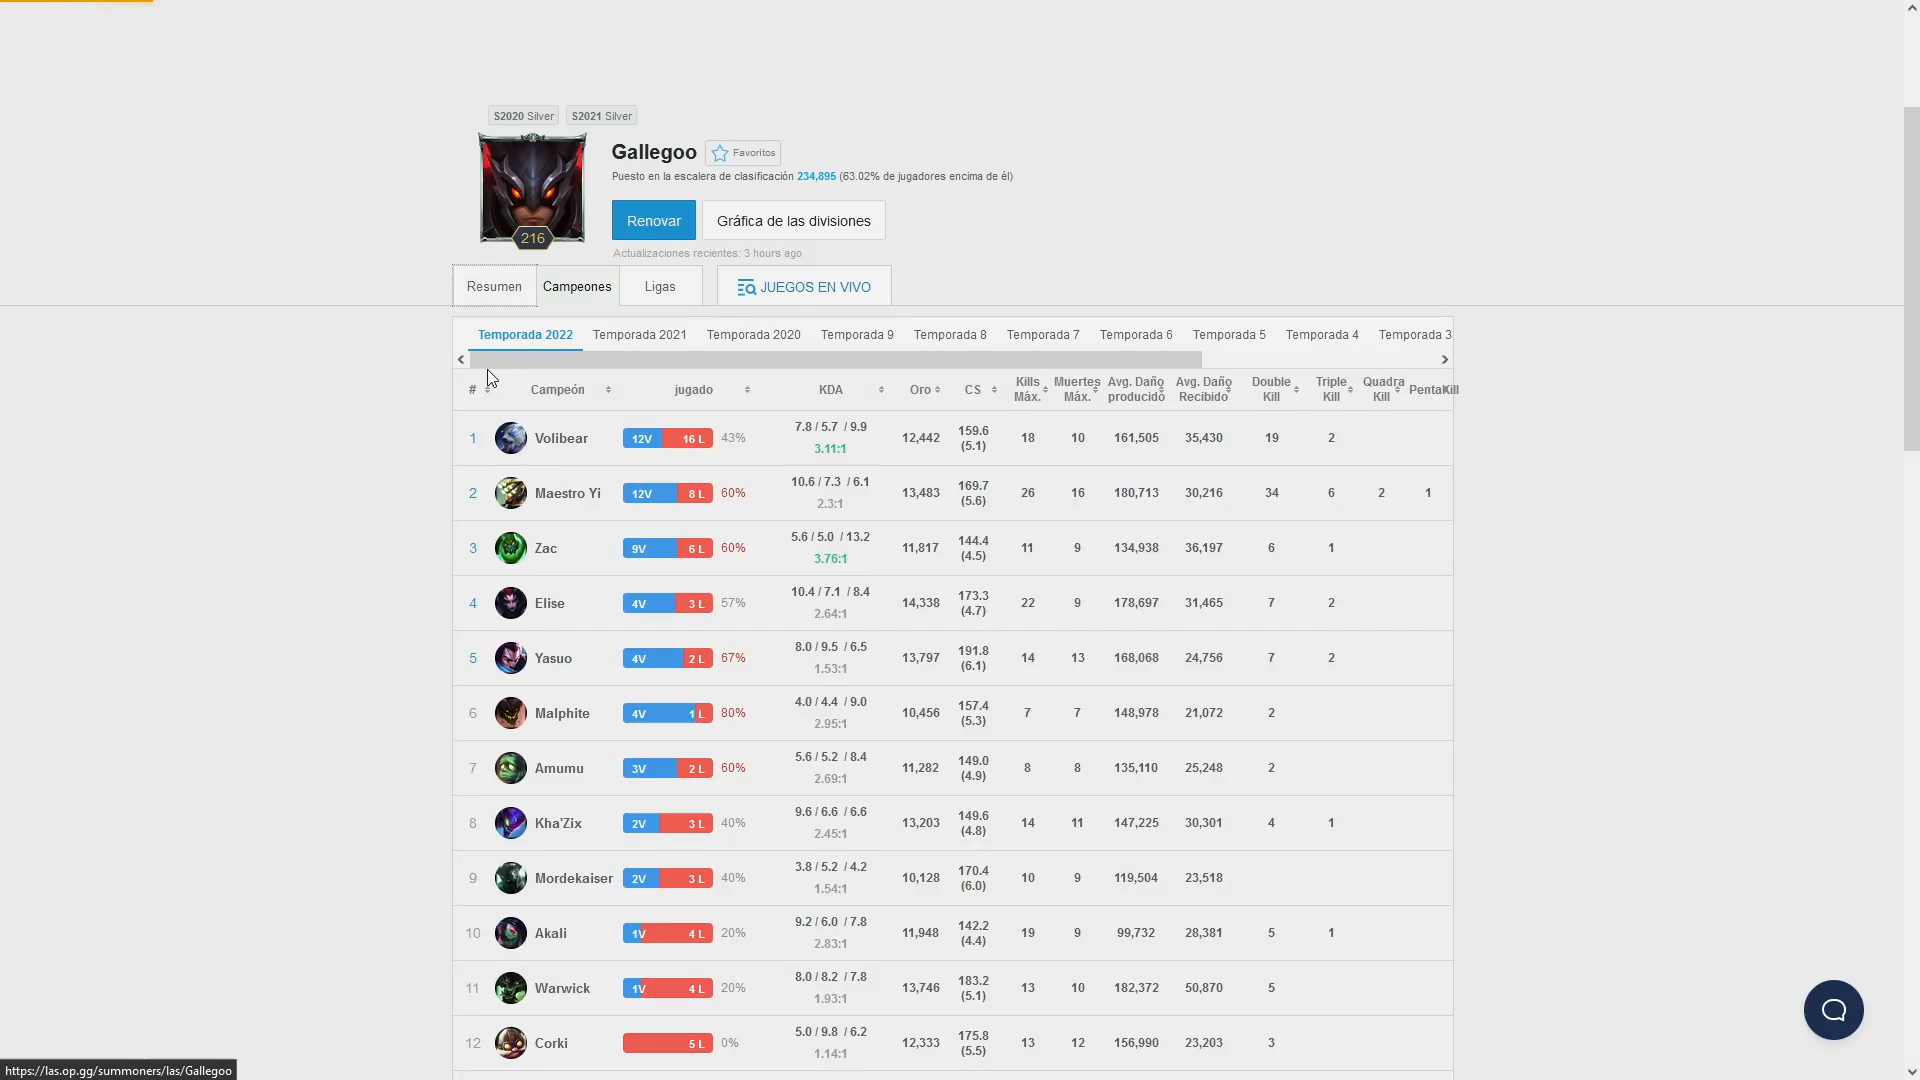 S2020 Silver S2021 Silver
Gallegoo Favoritos
Puesto en la escalera de clasificación 234,895 (63.02% de jugadores encima de él)
216
Renovar Gráfica de las divisiones
Actualizaciones recientes: 3 hours ago
Resumen Campeones Ligas JUEGOS EN VIVO
Temporada 2022 Temporada 2021 Temporada 2020 Temporada 9 Temporada 8 Temporada 7 Temporada 6 Temporada 5 Temporada 4 Temporada 3
# Campeón jugado KDA Oro CS Kills Máx. Muertes Máx. Avg. Daño producido Avg. Daño Recibido Double Kill Triple Kill Quadra Kill PentaKill
1 Volibear 12V 16 L 43% 7.8 / 5.7 / 9.9 3.11:1 12,442 159.6 (5.1) 18 10 161,505 35,430 19 2
2 Maestro Yi 12V 8 L 60% 10.6 / 7.3 / 6.1 2.3:1 13,483 169.7 (5.6) 26 16 180,713 30,216 34 6 2 1
3 Zac 9V 6 L 60% 5.6 / 5.0 / 13.2 3.76:1 11,817 144.4 (4.5) 11 9 134,938 36,197 6 1
4 Elise 4V 3 L 57% 10.4 / 7.1 / 8.4 2.64:1 14,338 173.3 (4.7) 22 9 178,697 31,465 7 2
5 Yasuo 4V 2 L 67% 8.0 / 9.5 / 6.5 1.53:1 13,797 191.8 (6.1) 14 13 168,068 24,756 7 2
6 Malphite 4V 1 L 80% 4.0 / 4.4 / 9.0 2.95:1 10,456 157.4 (5.3) 7 7 148,978 21,072 2
7 Amumu 3V 2 L 60% 5.6 / 5.2 / 8.4 2.69:1 11,282 149.0 (4.9) 8 8 135,110 25,248 2
8 Kha'Zix 2V 3 L 40% 9.6 / 6.6 / 6.6 2.45:1 13,203 149.6 (4.8) 14 11 147,225 30,301 4 1
9 Mordekaiser 2V 3 L 40% 3.8 / 5.2 / 4.2 1.54:1 10,128 170.4 (6.0) 10 9 119,504 23,518
10 Akali 1V 4 L 20% 9.2 / 6.0 / 7.8 2.83:1 11,948 142.2 (4.4) 19 9 99,732 28,381 5 1
11 Warwick 1V 4 L 20% 8.0 / 8.2 / 7.8 1.93:1 13,746 183.2 (5.1) 13 10 182,372 50,870 5
12 Corki 5 L 0% 5.0 / 9.8 / 6.2 1.14:1 12,333 175.8 (5.5) 13 12 156,990 23,203 3
https://las.op.gg/summoners/las/Gallegoo